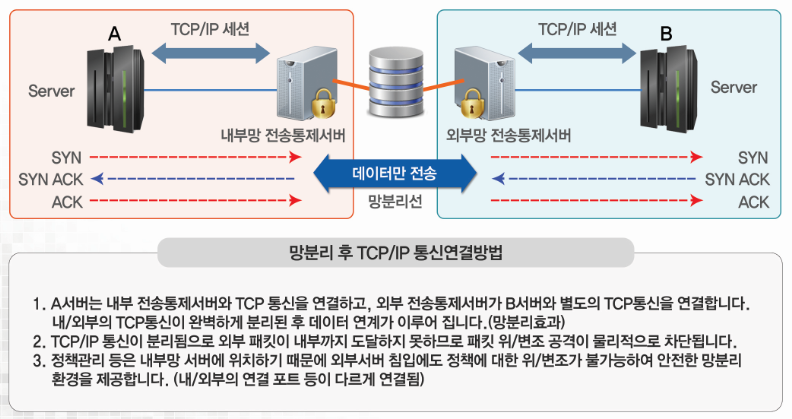 A
TCP/IP 세션
TCP/IP 세션
B
Server
Server
내부망 전송통제서버
외부망 전송통제서버
SYN
데이터만 전송
SYN
SYN ACK
SYN ACK
ACK
망분리선
ACK
망분리 후 TCP/IP 통신연결방법
1. A서버는 내부 전송통제서버와 TCP 통신을 연결하고, 외부 전송통제서버가 B서버와 별도의 TCP통신을 연결합니다.
내/외부의 TCP통신이 완벽하게 분리된 후 데이터 연계가 이루어 집니다.(망분리효과)
2. TCP/IP 통신이 분리됨으로 외부 패킷이 내부까지 도달하지 못하므로 패킷 위/변조 공격이 물리적으로 차단됩니다.
3. 정책관리 등은 내부망 서버에 위치하기 때문에 외부서버 침입에도 정책에 대한 위/변조가 불가능하여 안전한 망분리
환경을 제공합니다. (내/외부의 연결 포트 등이 다르게 연결됨)